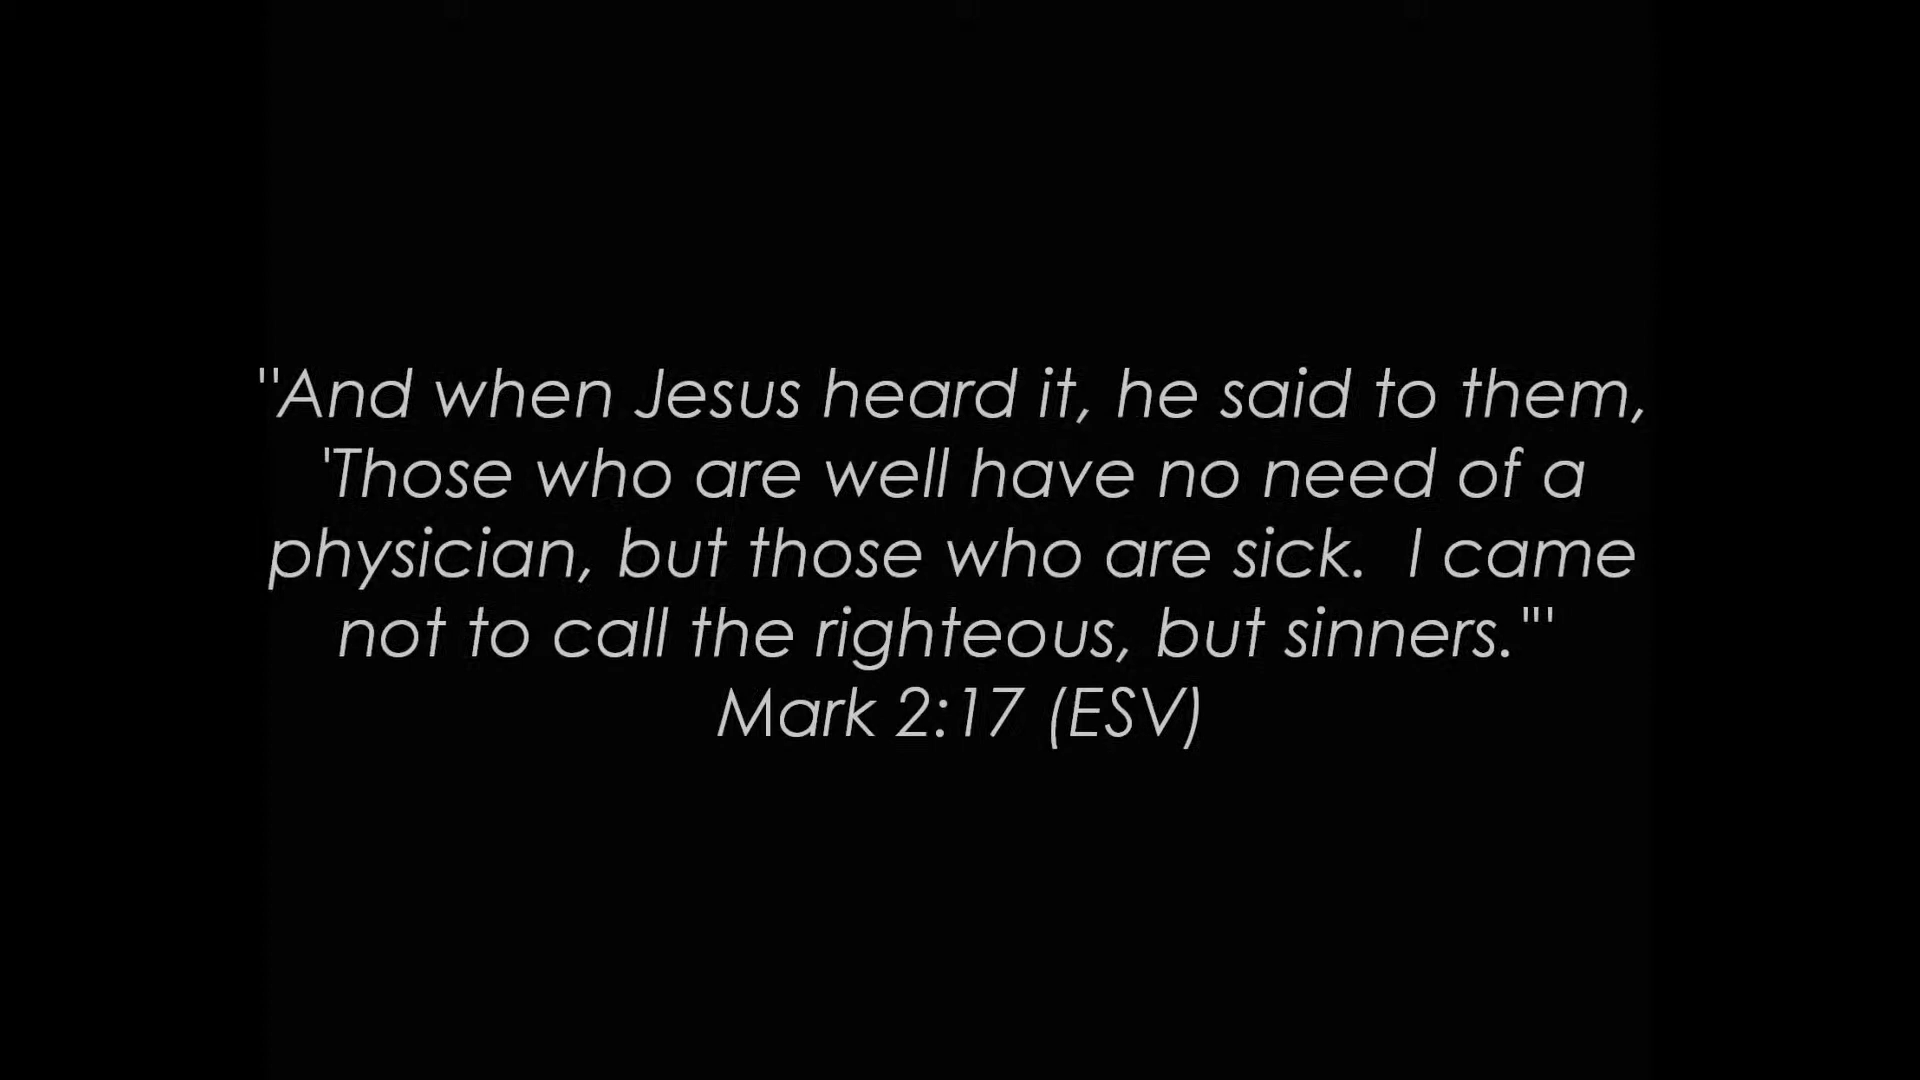 "And when Jesus heard it, he said to them,
'Those who are well have no need of a
physician, but those who are sick.  I came
not to call the righteous, but sinners.'"
Mark 2:17 (ESV)